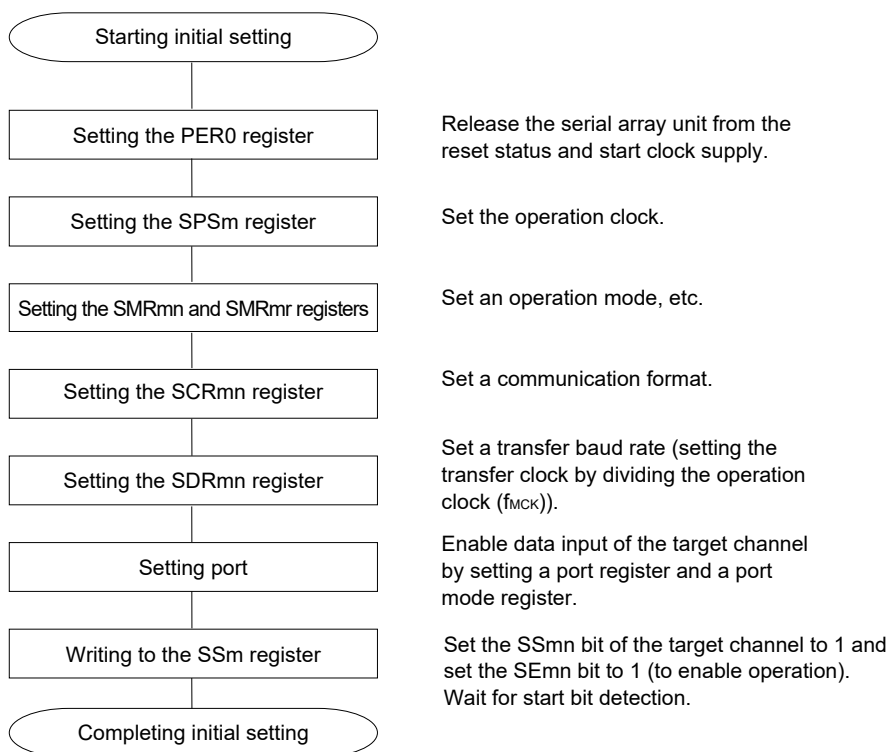 Starting initial setting
Setting the PER0 register
Release the serial array unit from the
reset status and start clock supply.
Setting the SPSm register
Set the operation clock.
Setting the SMRmn and SMRmr registers
Set an operation mode, etc.
Setting the SCRmn register
Set a communication format.
Setting the SDRmn register
Set a transfer baud rate (setting the
transfer clock by dividing the operation
clock (fMCK)).
Setting port
Enable data input of the target channel
by setting a port register and a port
mode register.
Writing to the SSm register
Set the SSmn bit of the target channel to 1 and
set the SEmn bit to 1 (to enable operation).
Wait for start bit detection.
Completing initial setting